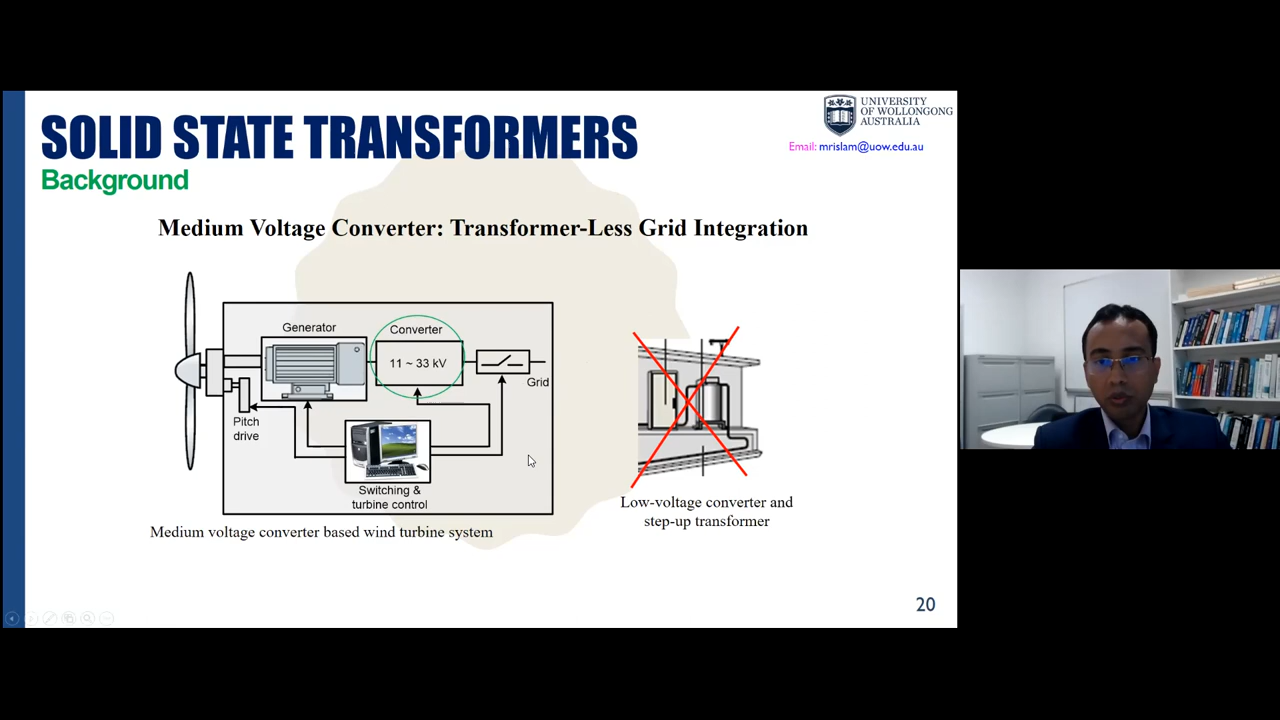 SOLID STATE TRANSFORMERS
Background
UNIVERSITY
OF WOLLONGONG
AUSTRALIA
Email: mrislam@uow.edu.au
Medium Voltage Converter: Transformer-Less Grid Integration
Generator
Converter
11 ~ 33 kV
Grid
Pitch
drive
Switching &
turbine control
Medium voltage converter based wind turbine system
Low-voltage converter and
step-up transformer
20